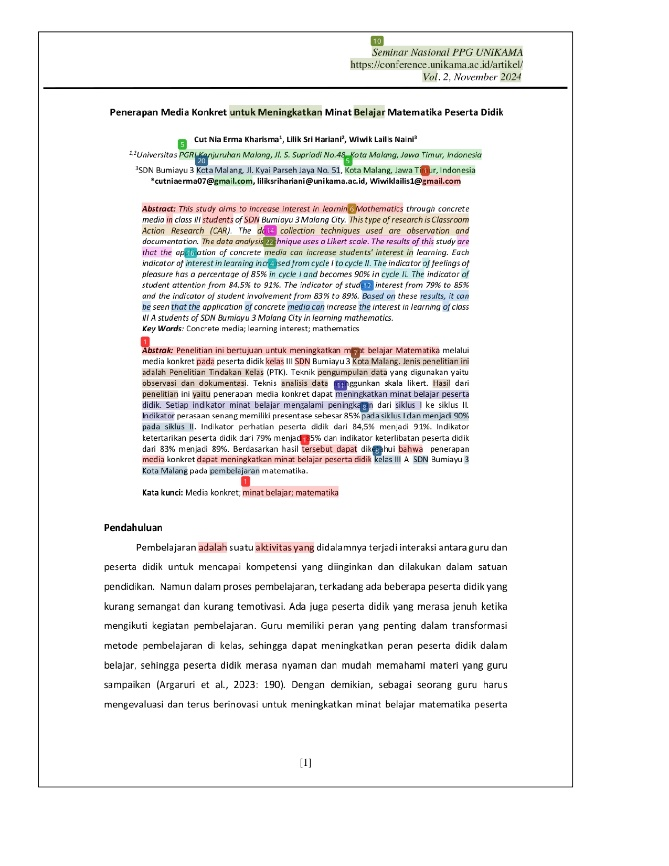 10
Seminar Nasional PPG UNIKAMA
https://conference.unikama.ac.id/artikel/
Vol. 2, November 2024
Penerapan Media Konkret untuk Meningkatkan Minat Belajar Matematika Peserta Didik
Cut Nia Erma Kharisma¹, Lilik Sri Hariani², Wiwik Lailis Naini³
5
1,2Universitas PGRI Kanjuruhan Malang, Jl. S. Supriadi No.48, Kota Malang, Jawa Timur, Indonesia
20 5
³SDN Bumiayu 3 Kota Malang, Jl. Kyai Parseh Jaya No. 51, Kota Malang, Jawa Timur, Indonesia
*cutniaerma07@gmail.com, liliksrihariani@unikama.ac.id, Wiwiklailis1@gmail.com
Abstract: This study aims to increase interest in learning Mathematics through concrete
media in class III students of SDN Bumiayu 3 Malang City. This type of research is Classroom
Action Research (CAR). The collection techniques used are observation and
documentation. The data analysis technique uses a Likert scale. The results of this study are
that the application of concrete media can increase students' interest in learning. Each
indicator of interest in learning increased from cycle I to cycle II. The indicator of feelings of
pleasure has a percentage of 85% in cycle I and becomes 90% in cycle II. The indicator of
student attention from 84.5% to 91%. The indicator of student interest from 79% to 85%
and the indicator of student involvement from 83% to 89%. Based on these results, it can
be seen that the application of concrete media can increase the interest in learning of class
III A students of SDN Bumiayu 3 Malang City in learning mathematics.
Key Words: Concrete media; learning interest; mathematics
1
Abstrak: Penelitian ini bertujuan untuk meningkatkan minat belajar Matematika melalui
media konkret pada peserta didik kelas III SDN Bumiayu 3 Kota Malang. Jenis penelitian ini
adalah Penelitian Tindakan Kelas (PTK). Teknik pengumpulan data yang digunakan yaitu
observasi dan dokumentasi. Teknis analisis data menggunkan skala likert. Hasil dari
penelitian ini yaitu penerapan media konkret dapat meningkatkan minat belajar peserta
didik. Setiap indikator minat belajar mengalami peningkatan dari siklus I ke siklus II.
Indikator perasaan senang memiliki presentase sebesar 85% pada siklus I dan menjadi 90%
pada siklus II. Indikator perhatian peserta didik dari 84,5% menjadi 91%. Indikator
ketertarikan peserta didik dari 79% menjadi 85% dan indikator keterlibatan peserta didik
dari 83% menjadi 89%. Berdasarkan hasil tersebut dapat diketahui bahwa penerapan
media konkret dapat meningkatkan minat belajar peserta didik kelas III A SDN Bumiayu 3
Kota Malang pada pembelajaran matematika.
1
Kata kunci: Media konkret; minat belajar; matematika
Pendahuluan
Pembelajaran adalah suatu aktivitas yang didalamnya terjadi interaksi antara guru dan
peserta didik untuk mencapai kompetensi yang diinginkan dan dilakukan dalam satuan
pendidikan. Namun dalam proses pembelajaran, terkadang ada beberapa peserta didik yang
kurang semangat dan kurang temotivasi. Ada juga peserta didik yang merasa jenuh ketika
mengikuti kegiatan pembelajaran. Guru memiliki peran yang penting dalam transformasi
metode pembelajaran di kelas, sehingga dapat meningkatkan peran peserta didik dalam
belajar, sehingga peserta didik merasa nyaman dan mudah memahami materi yang guru
sampaikan (Argaruri et al., 2023: 190). Dengan demikian, sebagai seorang guru harus
mengevaluasi dan terus berinovasi untuk meningkatkan minat belajar matematika peserta
[1]